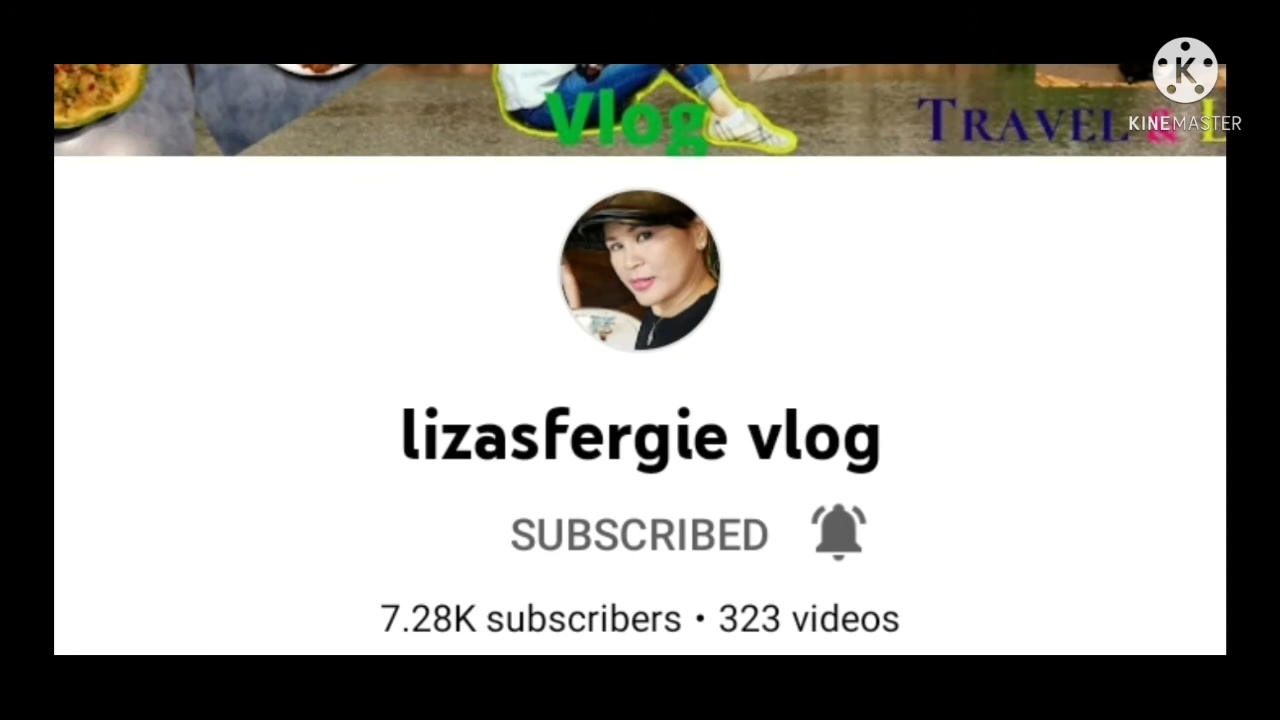 Vlog
TRAVEL &
KINEMASTER
lizasfergie vlog
SUBSCRIBED
7.28K subscribers • 323 videos